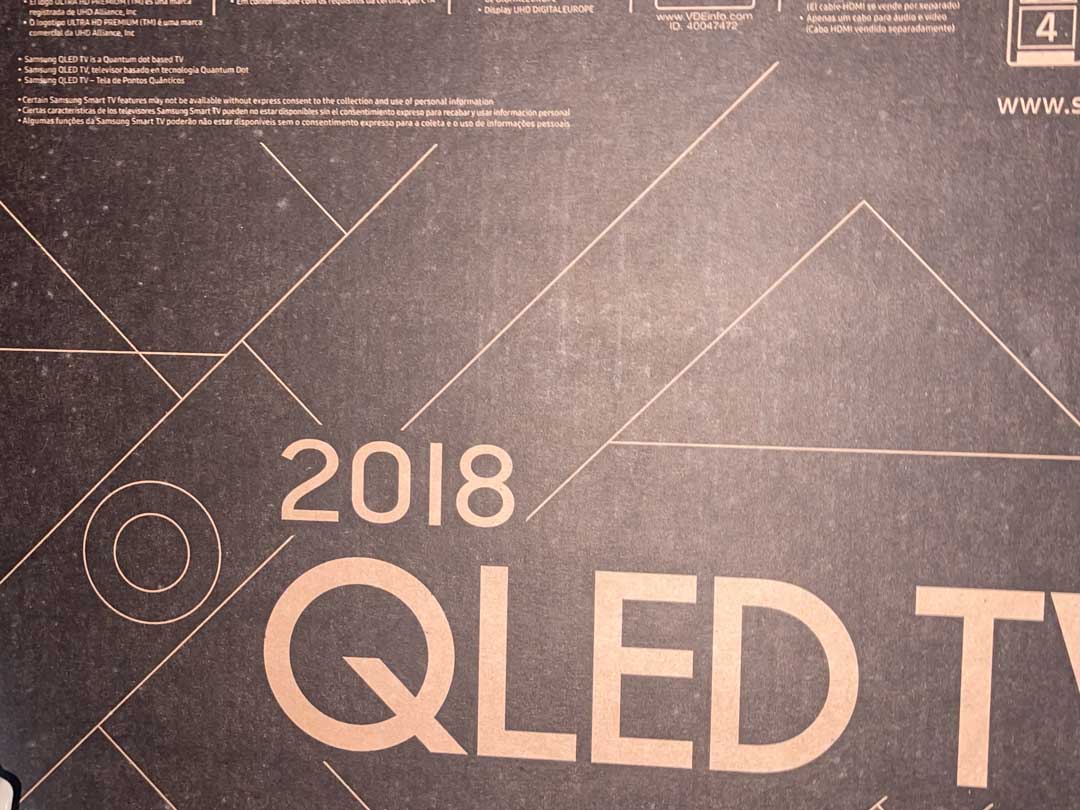 registrada de UHD Alliance, Inc
• O logotipo ULTRA HD PREMIUM (TM) é uma marca
comercial da UHD Alliance, Inc
• Samsung QLED TV is a Quantum dot based TV
• Samsung QLED TV, televisor basado en tecnología Quantum Dot
• Samsung QLED TV – Tela de Pontos Quânticos
• Certain Samsung Smart TV features may not be available without express consent to the collection and use of personal information
• Ciertas características de los televisores Samsung Smart TV pueden no estar disponibles sin el consentimiento expreso para recabar y usar información personal
• Algumas funções da Samsung Smart TV poderão não estar disponíveis sem o consentimento expresso para a coleta e o uso de informações pessoais
• Display UHD DIGITALEUROPE
www.VDEinfo.com
ID. 40047472
(El cable HDMI se vende por separado)
• Apenas um cabo para áudio e vídeo
(Cabo HDMI vendido separadamente)
4
www.s
2018
QLED TV